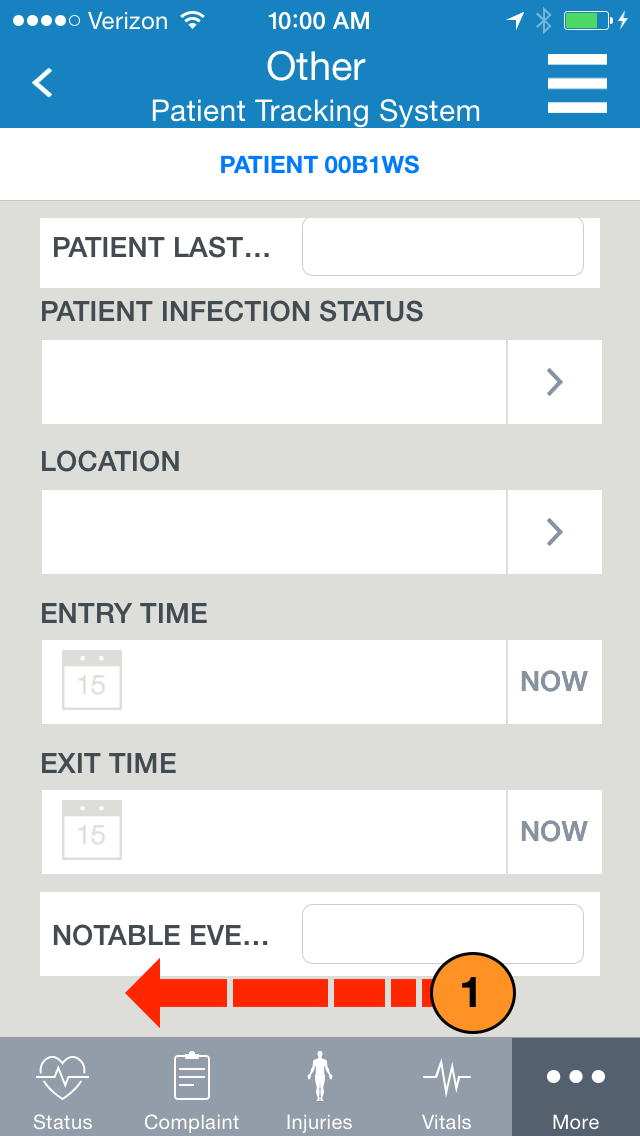 Verizon 10:00 AM
Other
Patient Tracking System
PATIENT 00B1WS
PATIENT LAST...
PATIENT INFECTION STATUS
LOCATION
ENTRY TIME
15 NOW
EXIT TIME
15 NOW
NOTABLE EVE...
1
Status Complaint Injuries Vitals More